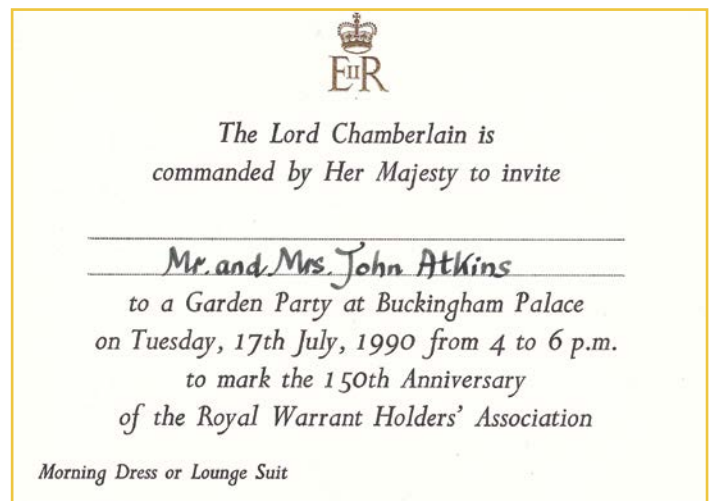 EIIR
The Lord Chamberlain is
commanded by Her Majesty to invite
Mr. and Mrs. John Atkins
to a Garden Party at Buckingham Palace
on Tuesday, 17th July, 1990 from 4 to 6 p.m.
to mark the 150th Anniversary
of the Royal Warrant Holders' Association
Morning Dress or Lounge Suit